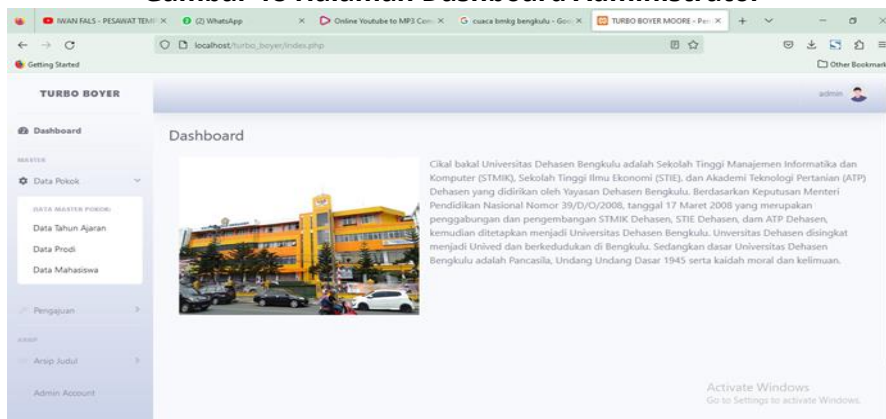 Gambar 48 Halaman Dashboard Administrator
IWAN FALS - PESAWAT TEMP
(2) WhatsApp
Online Youtube to MP3 Con
cuaca bmkg bengkulu - Goo
TURBO BOYER MOORE - Pen
localhost/turbo_boyer/index.php
Getting Started
Other Bookmark
TURBO BOYER
admin
Dashboard
Dashboard
MASTER
Data Pokok
DATA MASTER POKOK:
Data Tahun Ajaran
Data Prodi
Data Mahasiswa
Pengajuan
ARSIP
Arsip Judul
Admin Account
Cikal bakal Universitas Dehasen Bengkulu adalah Sekolah Tinggi Manajemen Informatika dan
Komputer (STMIK), Sekolah Tinggi Ilmu Ekonomi (STIE), dan Akademi Teknologi Pertanian (ATP)
Dehasen yang didirikan oleh Yayasan Dehasen Bengkulu. Berdasarkan Keputusan Menteri
Pendidikan Nasional Nomor 39/D/O/2008, tanggal 17 Maret 2008 yang merupakan
penggabungan dan pengembangan STMIK Dehasen, STIE Dehasen, dam ATP Dehasen,
kemudian ditetapkan menjadi Universitas Dehasen Bengkulu. Unversitas Dehasen disingkat
menjadi Unived dan berkedudukan di Bengkulu. Sedangkan dasar Universitas Dehasen
Bengkulu adalah Pancasila, Undang Undang Dasar 1945 serta kaidah moral dan kelimuan.
Activate Windows
Go to Settings to activate Windows.